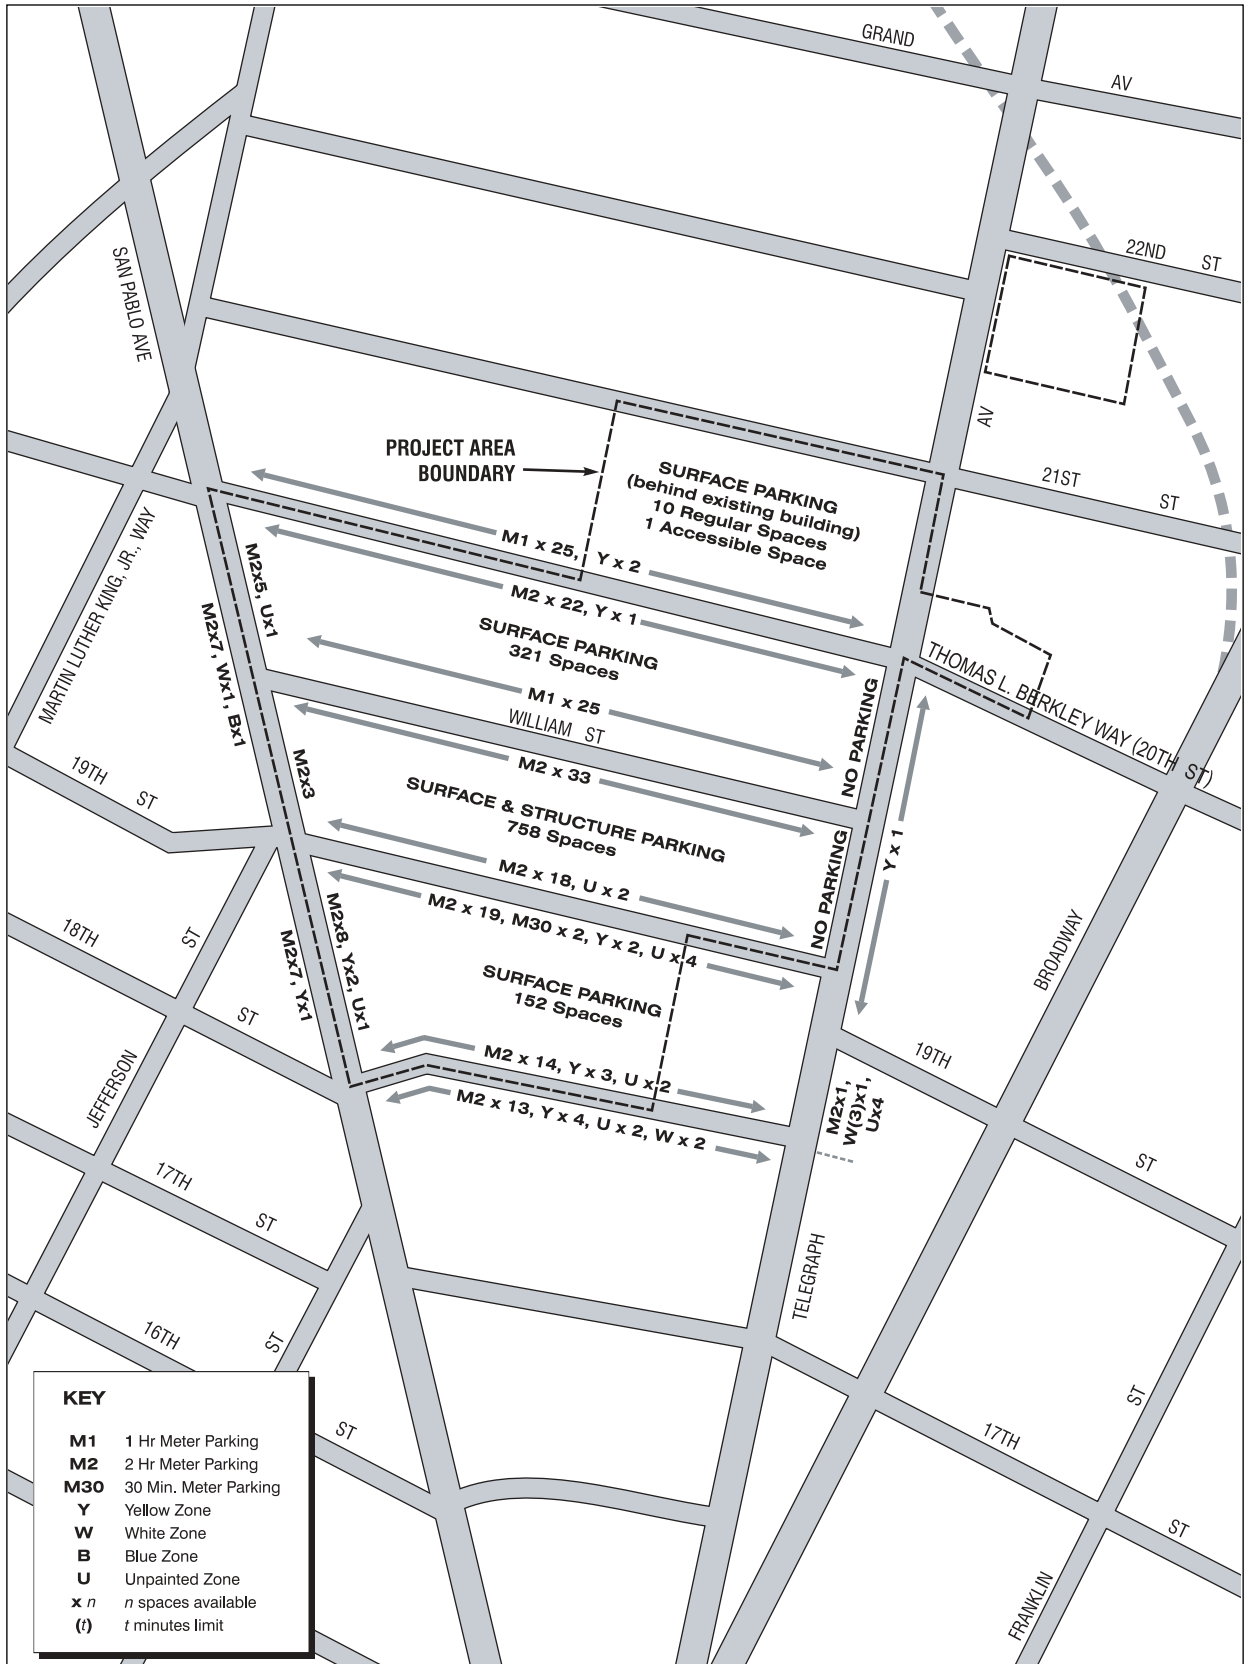 GRAND
AV
22ND ST
SAN PABLO AVE
AV
PROJECT AREA
BOUNDARY
SURFACE PARKING
(behind existing building)
10 Regular Spaces
1 Accessible Space
21ST ST
M1 x 25, Y x 2
M2 x 22, Y x 1
M2x5, Ux1
M2x7, Wx1, Bx1
MARTIN LUTHER KING, JR., WAY
SURFACE PARKING
321 Spaces
THOMAS L. BERKLEY WAY (20TH ST)
M1 x 25
WILLIAM ST
NO PARKING
M2 x 33
M2x3
19TH ST
SURFACE & STRUCTURE PARKING
758 Spaces
Y x 1
NO PARKING
M2 x 18, U x 2
M2 x 19, M30 x 2, Y x 2, U x 4
M2x8, Yx2, Ux1
M2x7, Yx1
18TH
ST
ST
BROADWAY
SURFACE PARKING
152 Spaces
JEFFERSON
M2 x 14, Y x 3, U x 2
M2 x 13, Y x 4, U x 2, W x 2
19TH
M2x1,
W(3)x1,
Ux4
ST
17TH
ST
TELEGRAPH
16TH
ST
ST
ST
17TH
ST
FRANKLIN
KEY
M1 1 Hr Meter Parking
M2 2 Hr Meter Parking
M30 30 Min. Meter Parking
Y Yellow Zone
W White Zone
B Blue Zone
U Unpainted Zone
x n n spaces available
(t) t minutes limit